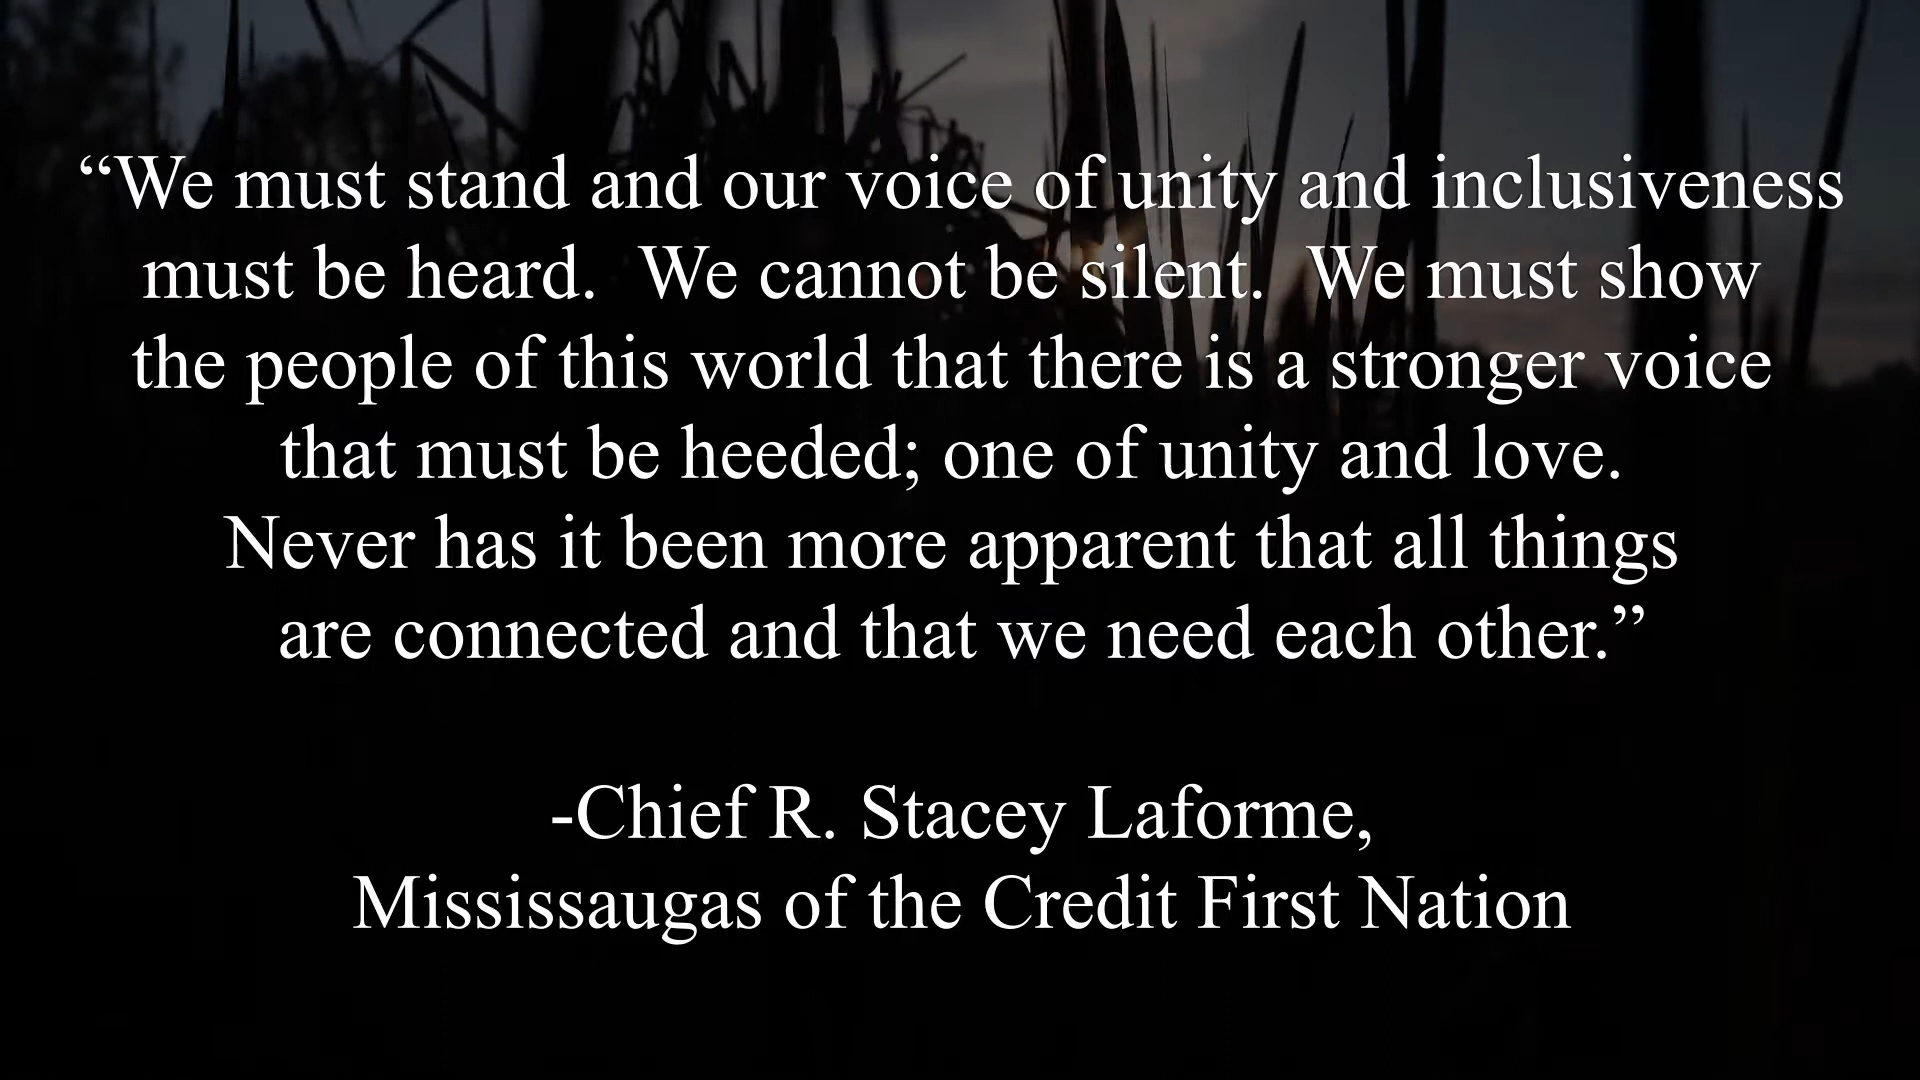 “We must stand and our voice of unity and inclusiveness
must be heard.  We cannot be silent.  We must show
the people of this world that there is a stronger voice
that must be heeded; one of unity and love.
Never has it been more apparent that all things
are connected and that we need each other.”
-Chief R. Stacey Laforme,
Mississaugas of the Credit First Nation